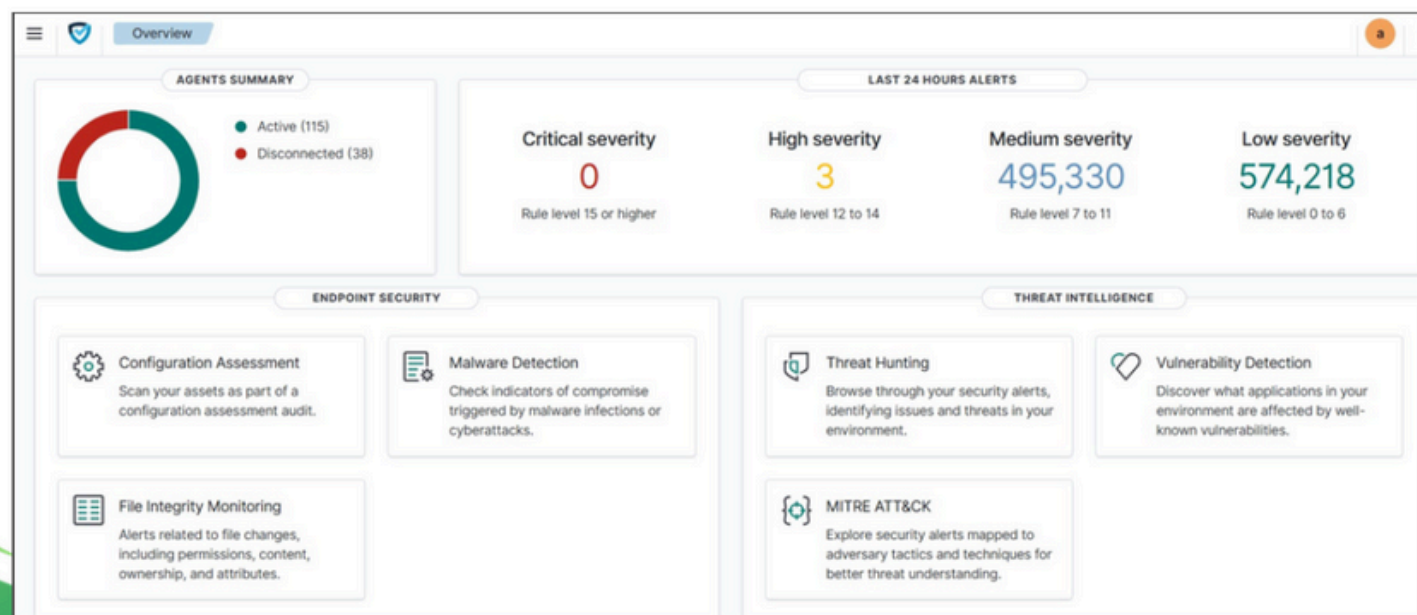 Overview
a
AGENTS SUMMARY
Active (115)
Disconnected (38)
LAST 24 HOURS ALERTS
Critical severity
0
Rule level 15 or higher
High severity
3
Rule level 12 to 14
Medium severity
495,330
Rule level 7 to 11
Low severity
574,218
Rule level 0 to 6
ENDPOINT SECURITY
Configuration Assessment
Scan your assets as part of a
configuration assessment audit.
Malware Detection
Check indicators of compromise
triggered by malware infections or
cyberattacks.
File Integrity Monitoring
Alerts related to file changes,
including permissions, content,
ownership, and attributes.
THREAT INTELLIGENCE
Threat Hunting
Browse through your security alerts,
identifying issues and threats in your
environment.
Vulnerability Detection
Discover what applications in your
environment are affected by well-
known vulnerabilities.
MITRE ATT&CK
Explore security alerts mapped to
adversary tactics and techniques for
better threat understanding.